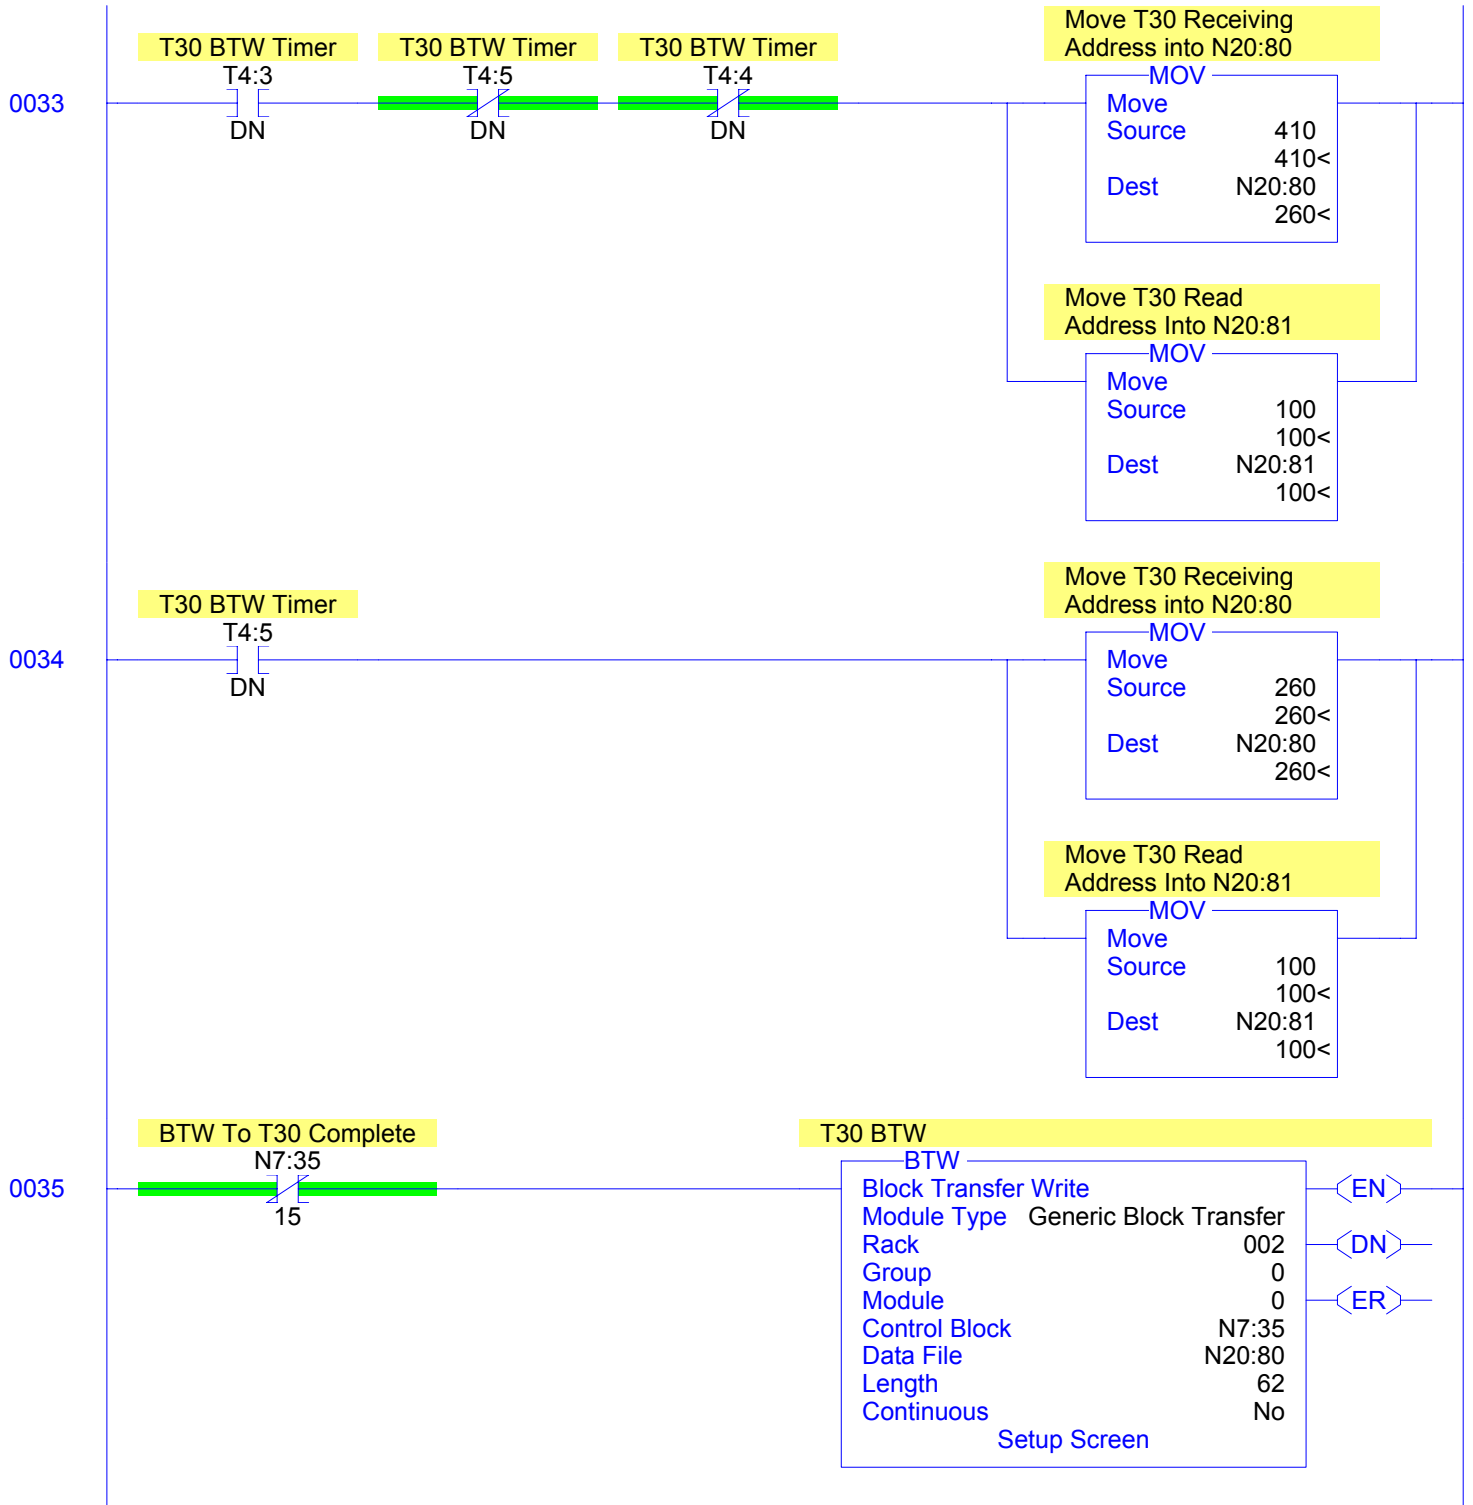 T30 BTW Timer T30 BTW Timer T30 BTW Timer
Move T30 Receiving
Address into N20:80
0033
T4:3 T4:5 T4:4
DN DN DN
MOV
Move
Source 410
410<
Dest N20:80
260<
Move T30 Read
Address Into N20:81
MOV
Move
Source 100
100<
Dest N20:81
100<
T30 BTW Timer
Move T30 Receiving
Address into N20:80
0034
T4:5
DN
MOV
Move
Source 260
260<
Dest N20:80
260<
Move T30 Read
Address Into N20:81
MOV
Move
Source 100
100<
Dest N20:81
100<
BTW To T30 Complete
T30 BTW
0035
N7:35
15
BTW
Block Transfer Write EN
Module Type Generic Block Transfer
Rack 002 DN
Group 0
Module 0 ER
Control Block N7:35
Data File N20:80
Length 62
Continuous No
Setup Screen